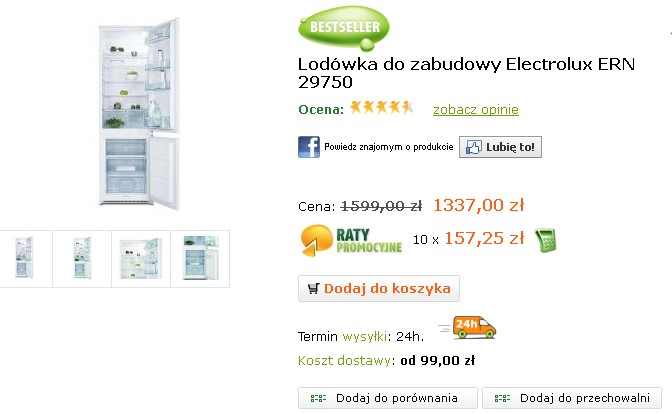 BESTSELLER
Lodówka do zabudowy Electrolux ERN
29750
Ocena: zobacz opinie
Powiedz znajomym o produkcie Lubię to!
Cena: 1599,00 zł 1337,00 zł
RATY
PROMOCYJNE
10 x 157,25 zł
Dodaj do koszyka
Termin wysyłki: 24h. 24h
Koszt dostawy: od 99,00 zł
Dodaj do porównania Dodaj do przechowalni